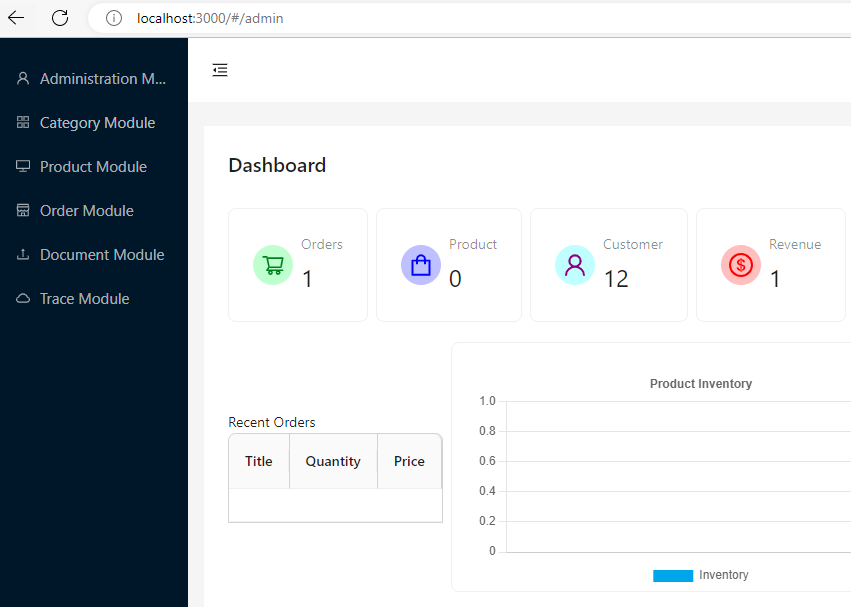 localhost:3000/#/admin
Administration M...
Category Module
Product Module
Order Module
Document Module
Trace Module
Dashboard
Orders
1
Product
0
Customer
12
Revenue
1
Recent Orders
Title Quantity Price
Product Inventory
1.0
0.8
0.6
0.4
0.2
0
Inventory